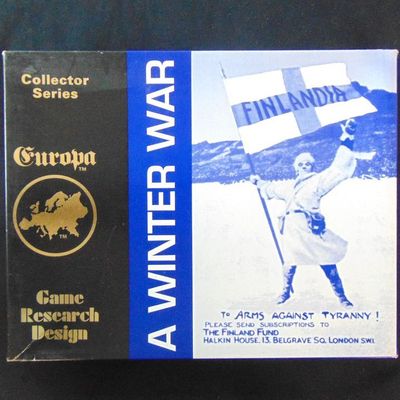 Collector
Series
Europa
TM
TM
Game
Research
Design
A WINTER WAR
FINLANDIA
TO ARMS AGAINST TYRANNY!
PLEASE SEND SUBSCRIPTIONS TO
THE FINLAND FUND
HALKIN HOUSE, 13, BELGRAVE SQ. LONDON SW1.